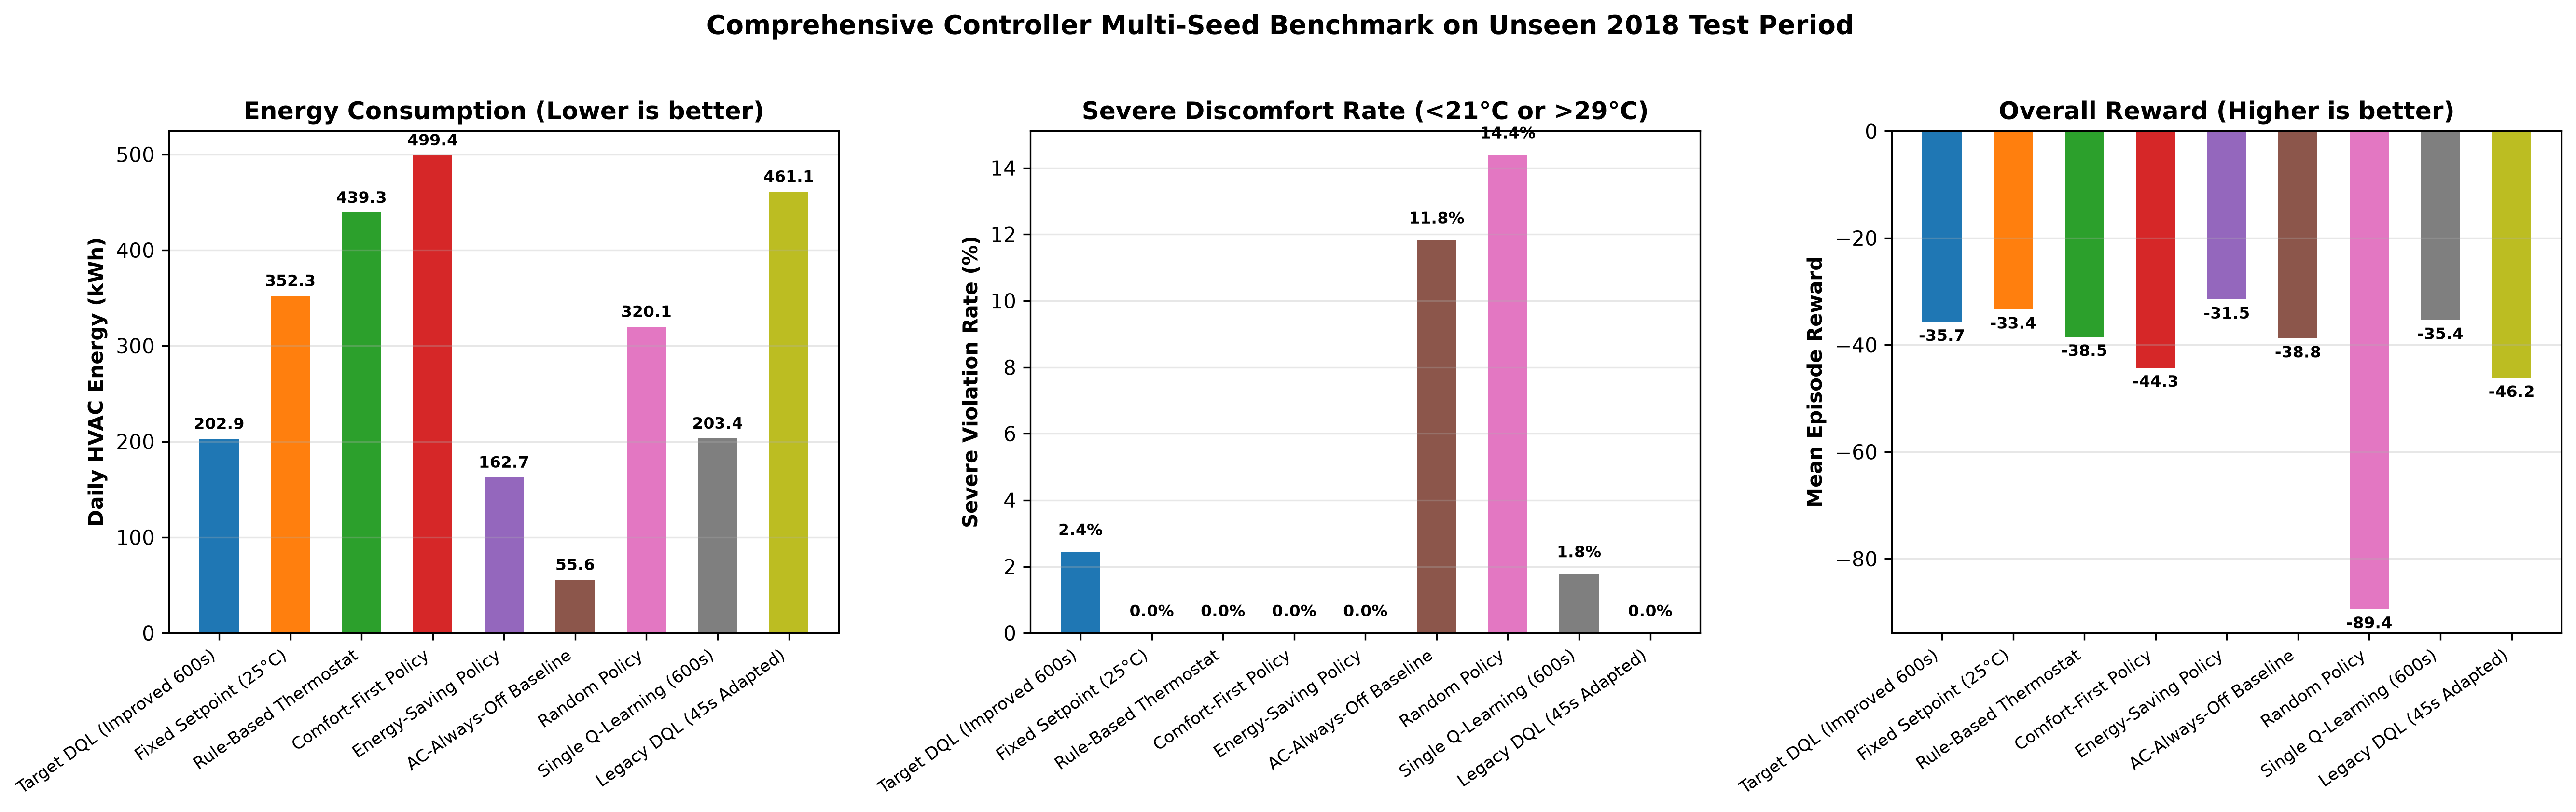 Comprehensive Controller Multi-Seed Benchmark on Unseen 2018 Test Period
Energy Consumption (Lower is better)
Daily HVAC Energy (kWh)
500
400
300
200
100
0
202.9
352.3
439.3
499.4
162.7
55.6
320.1
203.4
461.1
Target DQL (Improved 600s)
Fixed Setpoint (25°C)
Rule-Based Thermostat
Comfort-First Policy
Energy-Saving Policy
AC-Always-Off Baseline
Random Policy
Single Q-Learning (600s)
Legacy DQL (45s Adapted)
Severe Discomfort Rate (<21°C or >29°C)
Severe Violation Rate (%)
14
12
10
8
6
4
2
0
2.4%
0.0%
0.0%
0.0%
0.0%
11.8%
14.4%
1.8%
0.0%
Target DQL (Improved 600s)
Fixed Setpoint (25°C)
Rule-Based Thermostat
Comfort-First Policy
Energy-Saving Policy
AC-Always-Off Baseline
Random Policy
Single Q-Learning (600s)
Legacy DQL (45s Adapted)
Overall Reward (Higher is better)
Mean Episode Reward
0
−20
−40
−60
−80
-35.7
-33.4
-38.5
-44.3
-31.5
-38.8
-89.4
-35.4
-46.2
Target DQL (Improved 600s)
Fixed Setpoint (25°C)
Rule-Based Thermostat
Comfort-First Policy
Energy-Saving Policy
AC-Always-Off Baseline
Random Policy
Single Q-Learning (600s)
Legacy DQL (45s Adapted)